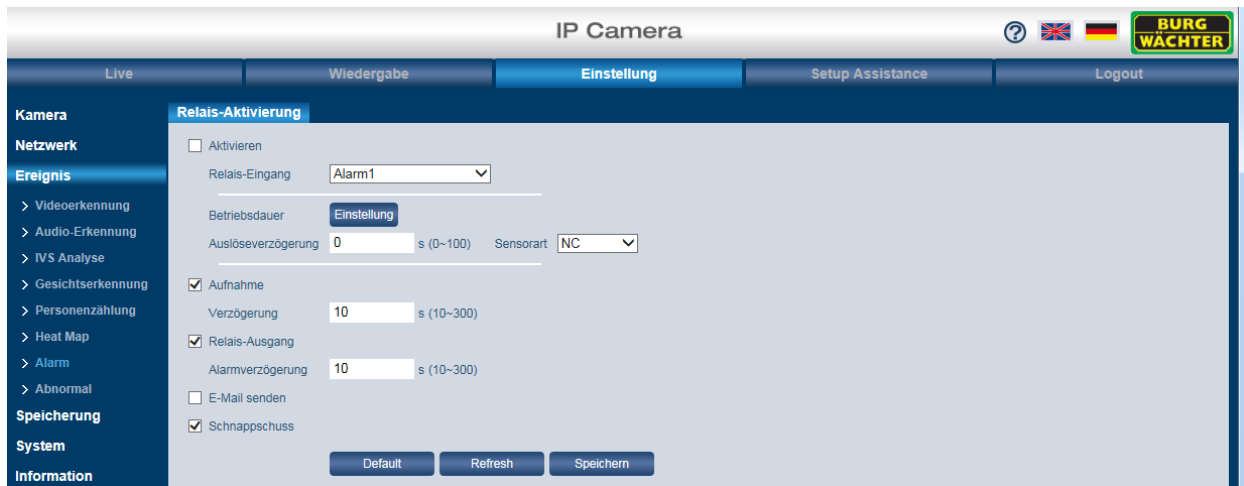 IP Camera
? BURG
WÄCHTER
Live Wiedergabe Einstellung Setup Assistance Logout
Kamera
Netzwerk
Ereignis
> Videoerkennung
> Audio-Erkennung
> IVS Analyse
> Gesichtserkennung
> Personenzählung
> Heat Map
> Alarm
> Abnormal
Speicherung
System
Information
Relais-Aktivierung
Aktivieren
Relais-Eingang Alarm1
Betriebsdauer Einstellung
Auslöseverzögerung 0 s (0~100) Sensorart NC
Aufnahme
Verzögerung 10 s (10~300)
Relais-Ausgang
Alarmverzögerung 10 s (10~300)
E-Mail senden
Schnappschuss
Default Refresh Speichern